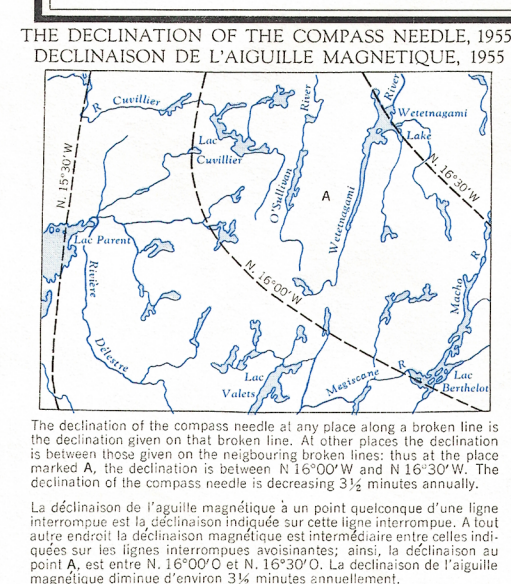 THE DECLINATION OF THE COMPASS NEEDLE, 1955
DECLINAISON DE L'AIGUILLE MAGNETIQUE, 1955
R Cuvillier
River
River
Wetetnagami
Lake
Lac
Cuvillier
N. 15°30'W
N. 16°30'W
O'Sullivan
A
Wetetnagami
Lac Parent
N. 16°00'W
R
Macho
Rivière
Délestre
Lac
Valets
Megiscane R
Lac
Berthelot
The declination of the compass needle at any place along a broken line is
the declination given on that broken line. At other places the declination
is between those given on the neigbouring broken lines: thus at the place
marked A, the declination is between N 16°00'W and N 16°30'W. The
declination of the compass needle is decreasing 3½ minutes annually.
La déclinaison de l'aguille magnétique à un point quelconque d'une ligne
interrompue est la déclinaison indiquée sur cette ligne interrompue. A tout
autre endroit la déclinaison magnétique est intermédiaire entre celles indi-
quées sur les lignes interrompues avoisinantes; ainsi, la déclinaison au
point A, est entre N. 16°00'O et N. 16°30'O. La declinaison de l'aiguille
magnétique diminue d'environ 3¼ minutes annuellement.